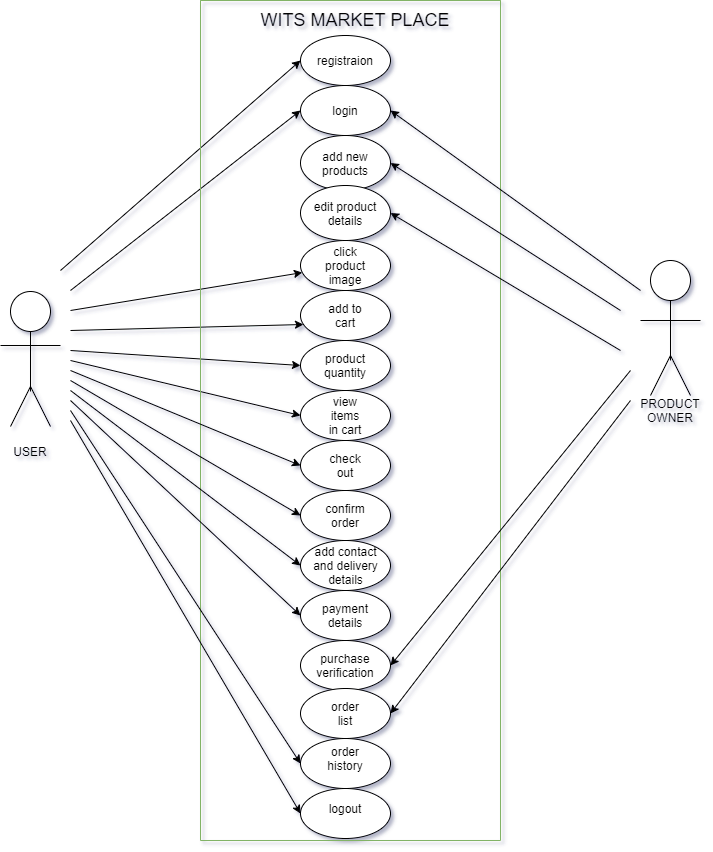 WITS MARKET PLACE
registraion
login
add new
products
edit product
details
click
product
image
add to
cart
product
quantity
view
items
in cart
check
out
confirm
order
add contact
and delivery
details
payment
details
purchase
verification
order
list
order
history
logout
USER
PRODUCT
OWNER